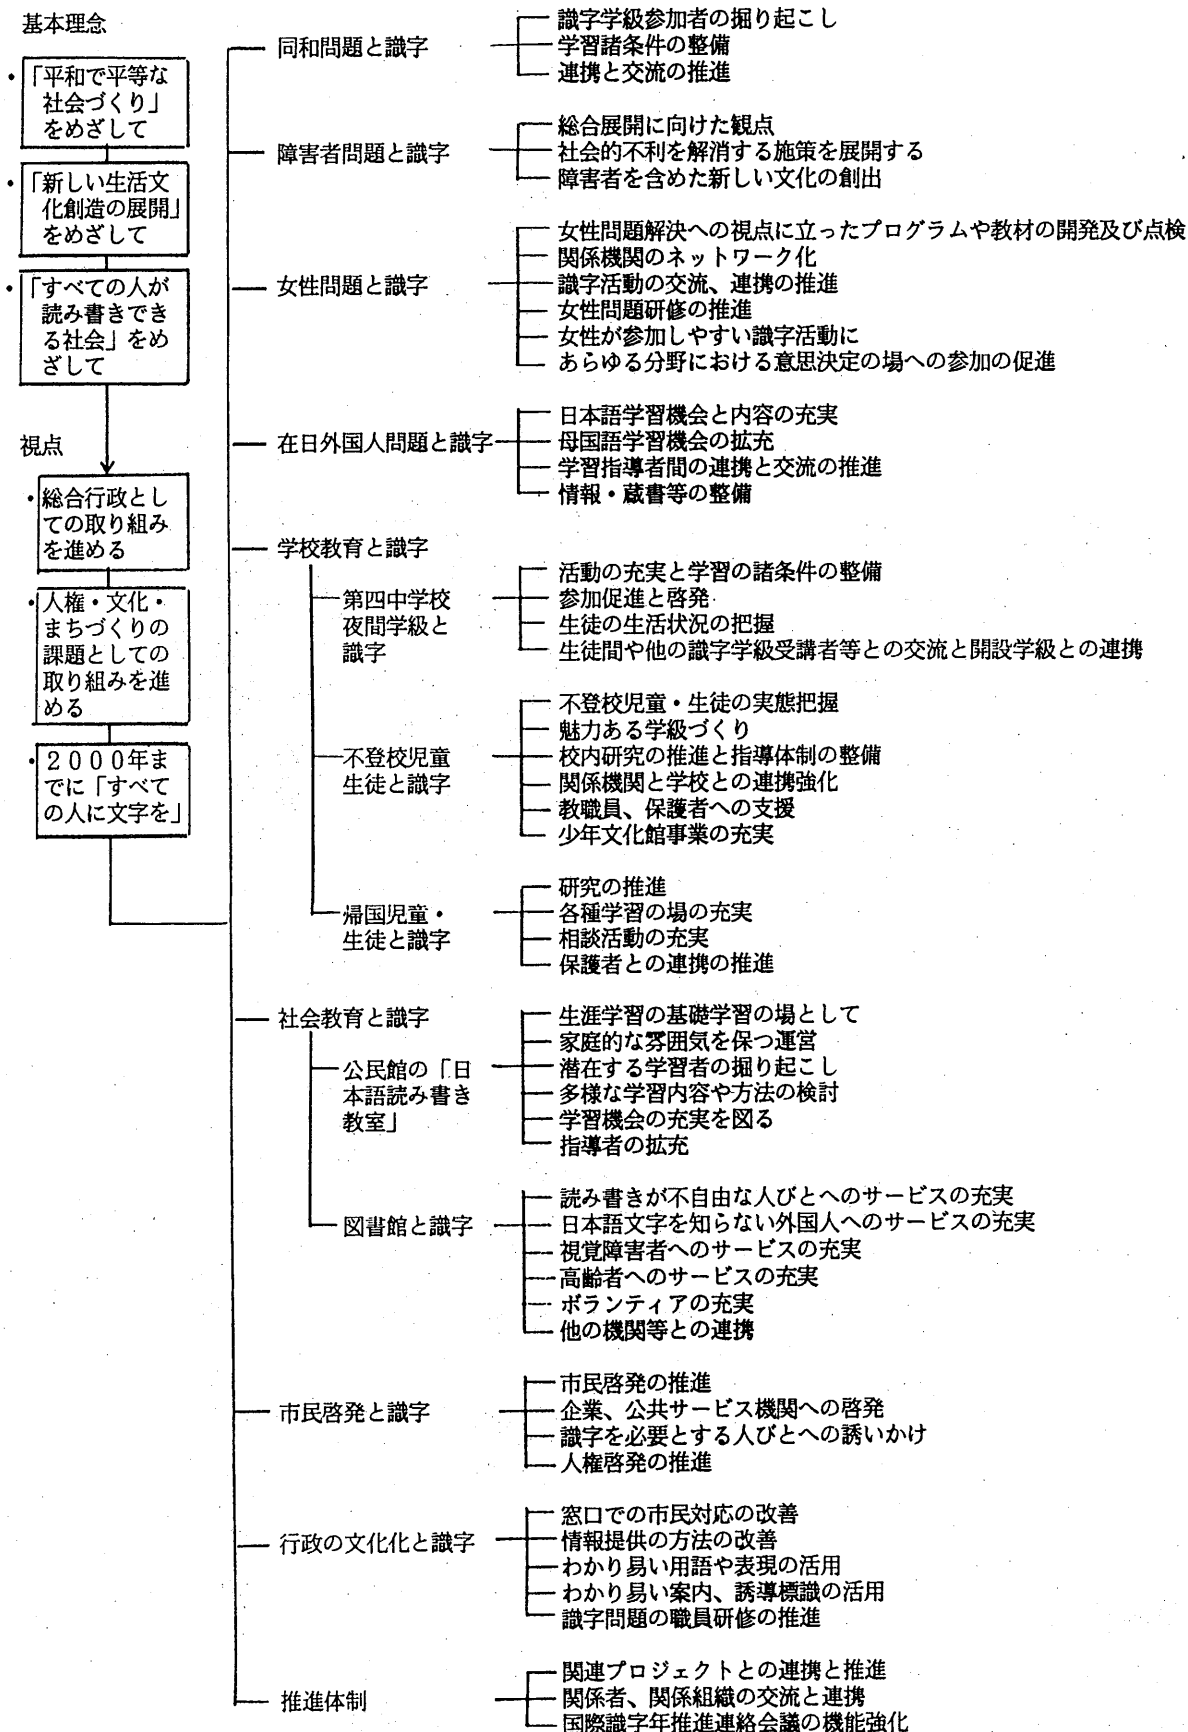 基本理念
・「平和で平等な
社会づくり」
をめざして
・「新しい生活文
化創造の展開」
をめざして
・「すべての人が
読み書きでき
る社会」をめ
ざして
視点
・総合行政とし
ての取り組み
を進める
・人権・文化・
まちづくりの
課題としての
取り組みを進
める
・2000年ま
でに「すべて
の人に文字を」
同和問題と識字
識字学級参加者の掘り起こし
学習諸条件の整備
連携と交流の推進
障害者問題と識字
総合展開に向けた観点
社会的不利を解消する施策を展開する
障害者を含めた新しい文化の創出
女性問題と識字
女性問題解決への視点に立ったプログラムや教材の開発及び点検
関係機関のネットワーク化
識字活動の交流、連携の推進
女性問題研修の推進
女性が参加しやすい識字活動に
あらゆる分野における意思決定の場への参加の促進
在日外国人問題と識字
日本語学習機会と内容の充実
母国語学習機会の拡充
学習指導者間の連携と交流の推進
情報・蔵書等の整備
学校教育と識字
第四中学校
夜間学級と
識字
活動の充実と学習の諸条件の整備
参加促進と啓発
生徒の生活状況の把握
生徒間や他の識字学級受講者等との交流と開設学級との連携
不登校児童
生徒と識字
不登校児童・生徒の実態把握
魅力ある学級づくり
校内研究の推進と指導体制の整備
関係機関と学校との連携強化
教職員、保護者への支援
少年文化館事業の充実
帰国児童・
生徒と識字
研究の推進
各種学習の場の充実
相談活動の充実
保護者との連携の推進
社会教育と識字
公民館の「日
本語読み書き
教室」
生涯学習の基礎学習の場として
家庭的な雰囲気を保つ運営
潜在する学習者の掘り起こし
多様な学習内容や方法の検討
学習機会の充実を図る
指導者の拡充
図書館と識字
読み書きが不自由な人びとへのサービスの充実
日本語文字を知らない外国人へのサービスの充実
視覚障害者へのサービスの充実
高齢者へのサービスの充実
ボランティアの充実
他の機関等との連携
市民啓発と識字
市民啓発の推進
企業、公共サービス機関への啓発
識字を必要とする人びとへの誘いかけ
人権啓発の推進
行政の文化化と識字
窓口での市民対応の改善
情報提供の方法の改善
わかり易い用語や表現の活用
わかり易い案内、誘導標識の活用
識字問題の職員研修の推進
推進体制
関連プロジェクトとの連携と推進
関係者、関係組織の交流と連携
国際識字年推進連絡会議の機能強化